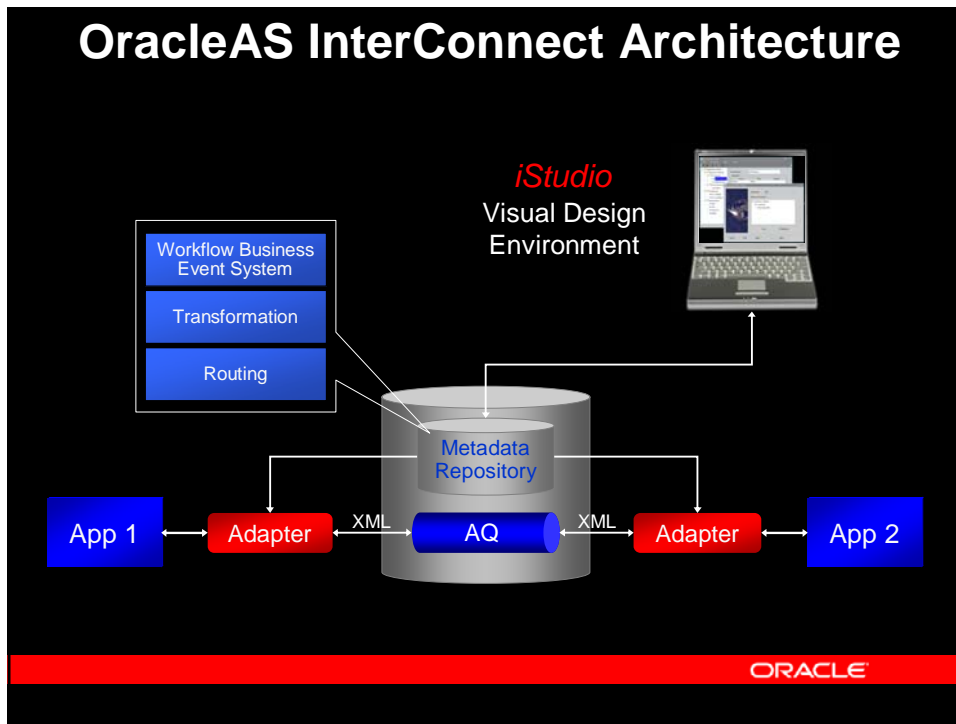 OracleAS InterConnect Architecture
iStudio
Visual Design
Environment
Workflow Business
Event System
Transformation
Routing
Metadata
Repository
App 1
Adapter
XML
AQ
XML
Adapter
App 2
ORACLE